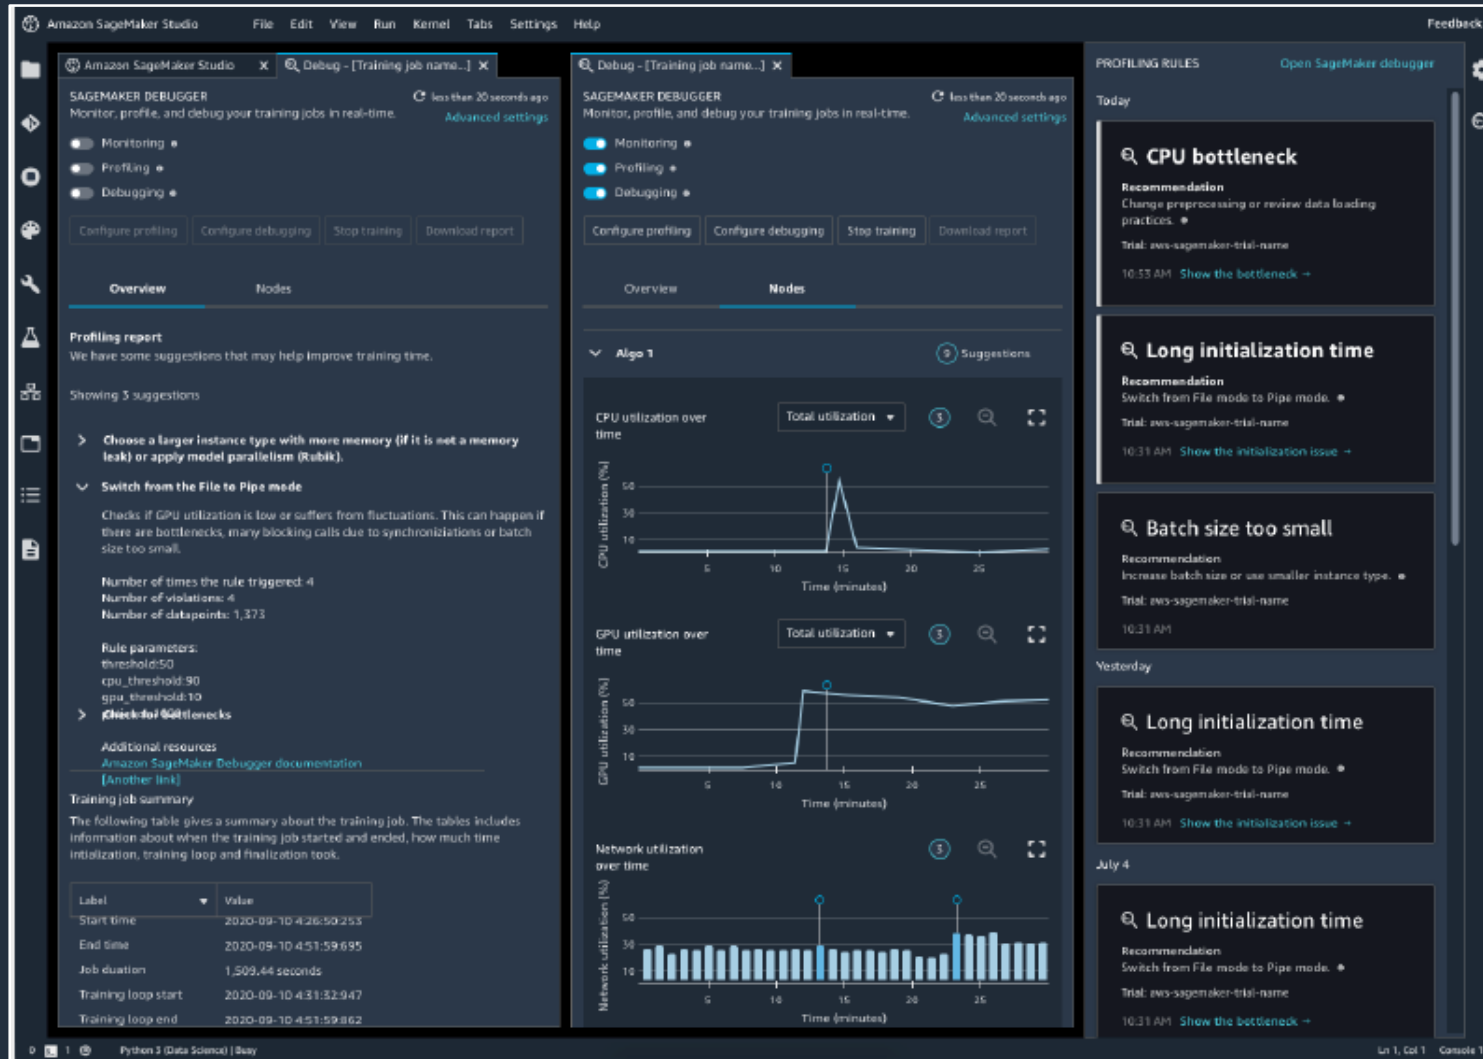 Amazon SageMaker Studio File Edit View Run Kernel Tabs Settings Help Feedback
Amazon SageMaker Studio X Debug - [Training job name...] X
SAGEMAKER DEBUGGER less than 20 seconds ago
Monitor, profile, and debug your training jobs in real-time. Advanced settings
Monitoring
Profiling
Debugging
Configure profiling Configure debugging Stop training Download report
Overview Nodes
Profiling report
We have some suggestions that may help improve training time.
Showing 3 suggestions
Choose a larger instance type with more memory (if it is not a memory
leak) or apply model parallelism (Rubik).
Switch from the File to Pipe mode
Checks if GPU utilization is low or suffers from fluctuations. This can happen if
there are bottlenecks, many blocking calls due to synchroniziations or batch
size too small.
Number of times the rule triggered: 4
Number of violations: 4
Number of datapoints: 1,373
Rule parameters:
threshold:50
cpu_threshold:90
gpu_threshold:10
Check for Bottlenecks
Additional resources
Amazon SageMaker Debugger documentation
[Another link]
Training job summary
The following table gives a summary about the training job. The tables includes
information about when the training job started and ended, how much time
intialization, training loop and finalization took.
Label Value
Start time 2020-09-10 4:26:50:253
End time 2020-09-10 4:51:59:695
Job duation 1,509.44 seconds
Training loop start 2020-09-10 4:31:32:947
Training loop end 2020-09-10 4:51:59:862
Debug - [Training job name...] X
SAGEMAKER DEBUGGER less than 20 seconds ago
Monitor, profile, and debug your training jobs in real-time. Advanced settings
Monitoring
Profiling
Debugging
Configure profiling Configure debugging Stop training Download report
Overview Nodes
Algo 1 9 Suggestions
CPU utilization over
time
Total utilization 3
CPU utilization (%)
50
30
10
5 10 15 20 25
Time (minutes)
GPU utilization over
time
Total utilization 3
GPU utilization (%)
50
30
10
5 10 15 20 25
Time (minutes)
Network utilization
over time
3
Network utilization (%)
50
30
10
5 10 15 20 25
Time (minutes)
PROFILING RULES Open SageMaker debugger
Today
CPU bottleneck
Recommendation
Change preprocessing or review data loading
practices.
Trial: aws-sagemaker-trial-name
10:53 AM Show the bottleneck →
Long initialization time
Recommendation
Switch from File mode to Pipe mode.
Trial: aws-sagemaker-trial-name
10:31 AM Show the initialization issue →
Batch size too small
Recommendation
Increase batch size or use smaller instance type.
Trial: aws-sagemaker-trial-name
10:31 AM
Yesterday
Long initialization time
Recommendation
Switch from File mode to Pipe mode.
Trial: aws-sagemaker-trial-name
10:31 AM Show the initialization issue →
July 4
Long initialization time
Recommendation
Switch from File mode to Pipe mode.
Trial: aws-sagemaker-trial-name
10:31 AM Show the bottleneck →
0 1 Python 3 (Data Science) | Busy Ln 1, Col 1 Console